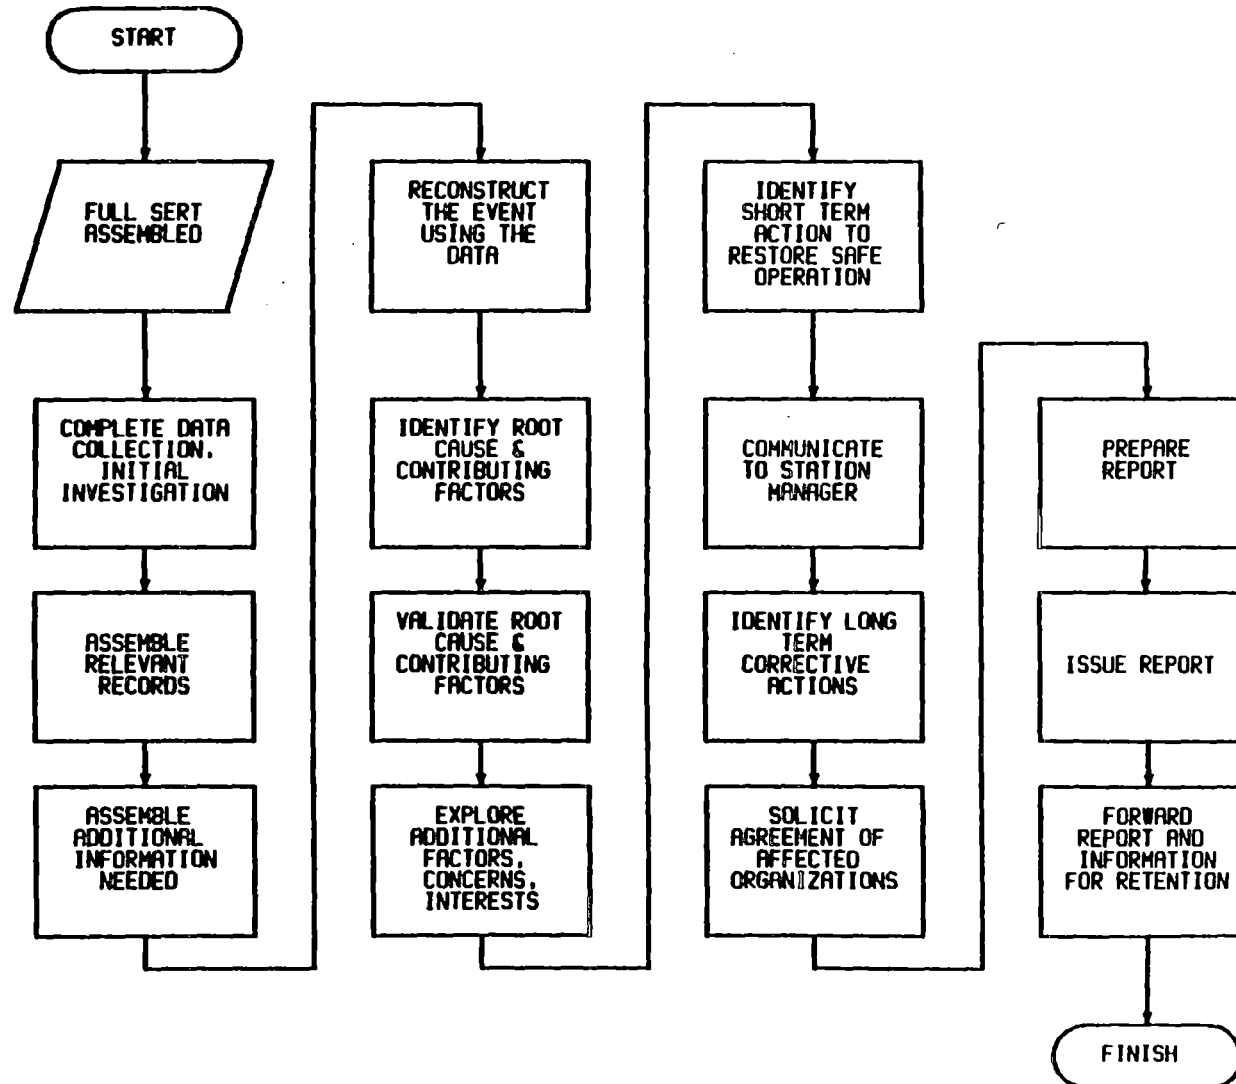 START
FULL SERT
ASSEMBLED
COMPLETE DATA
COLLECTION,
INITIAL
INVESTIGATION
ASSEMBLE
RELEVANT
RECORDS
ASSEMBLE
ADDITIONAL
INFORMATION
NEEDED
RECONSTRUCT
THE EVENT
USING THE
DATA
IDENTIFY ROOT
CAUSE &
CONTRIBUTING
FACTORS
VALIDATE ROOT
CAUSE &
CONTRIBUTING
FACTORS
EXPLORE
ADDITIONAL
FACTORS,
CONCERNS,
INTERESTS
IDENTIFY
SHORT TERM
ACTION TO
RESTORE SAFE
OPERATION
COMMUNICATE
TO STATION
MANAGER
IDENTIFY LONG
TERM
CORRECTIVE
ACTIONS
SOLICIT
AGREEMENT OF
AFFECTED
ORGANIZATIONS
PREPARE
REPORT
ISSUE REPORT
FORWARD
REPORT AND
INFORMATION
FOR RETENTION
FINISH